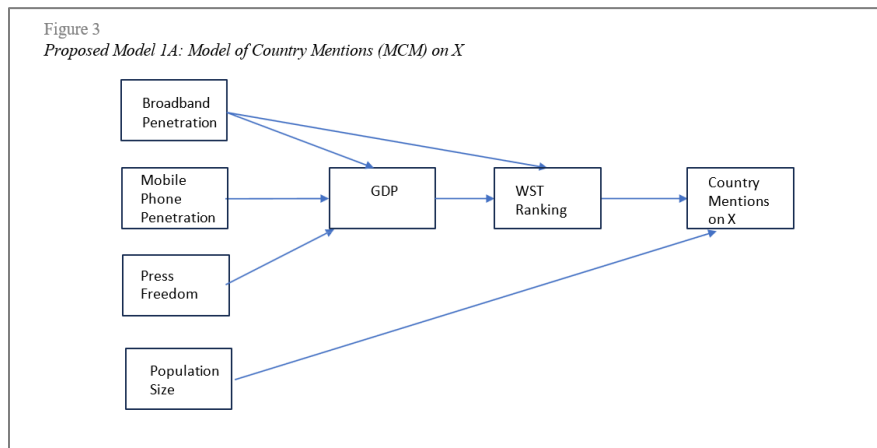 Figure 3
Proposed Model 1A: Model of Country Mentions (MCM) on X
Broadband
Penetration
Mobile
Phone
Penetration
GDP
WST
Ranking
Country
Mentions
on X
Press
Freedom
Population
Size